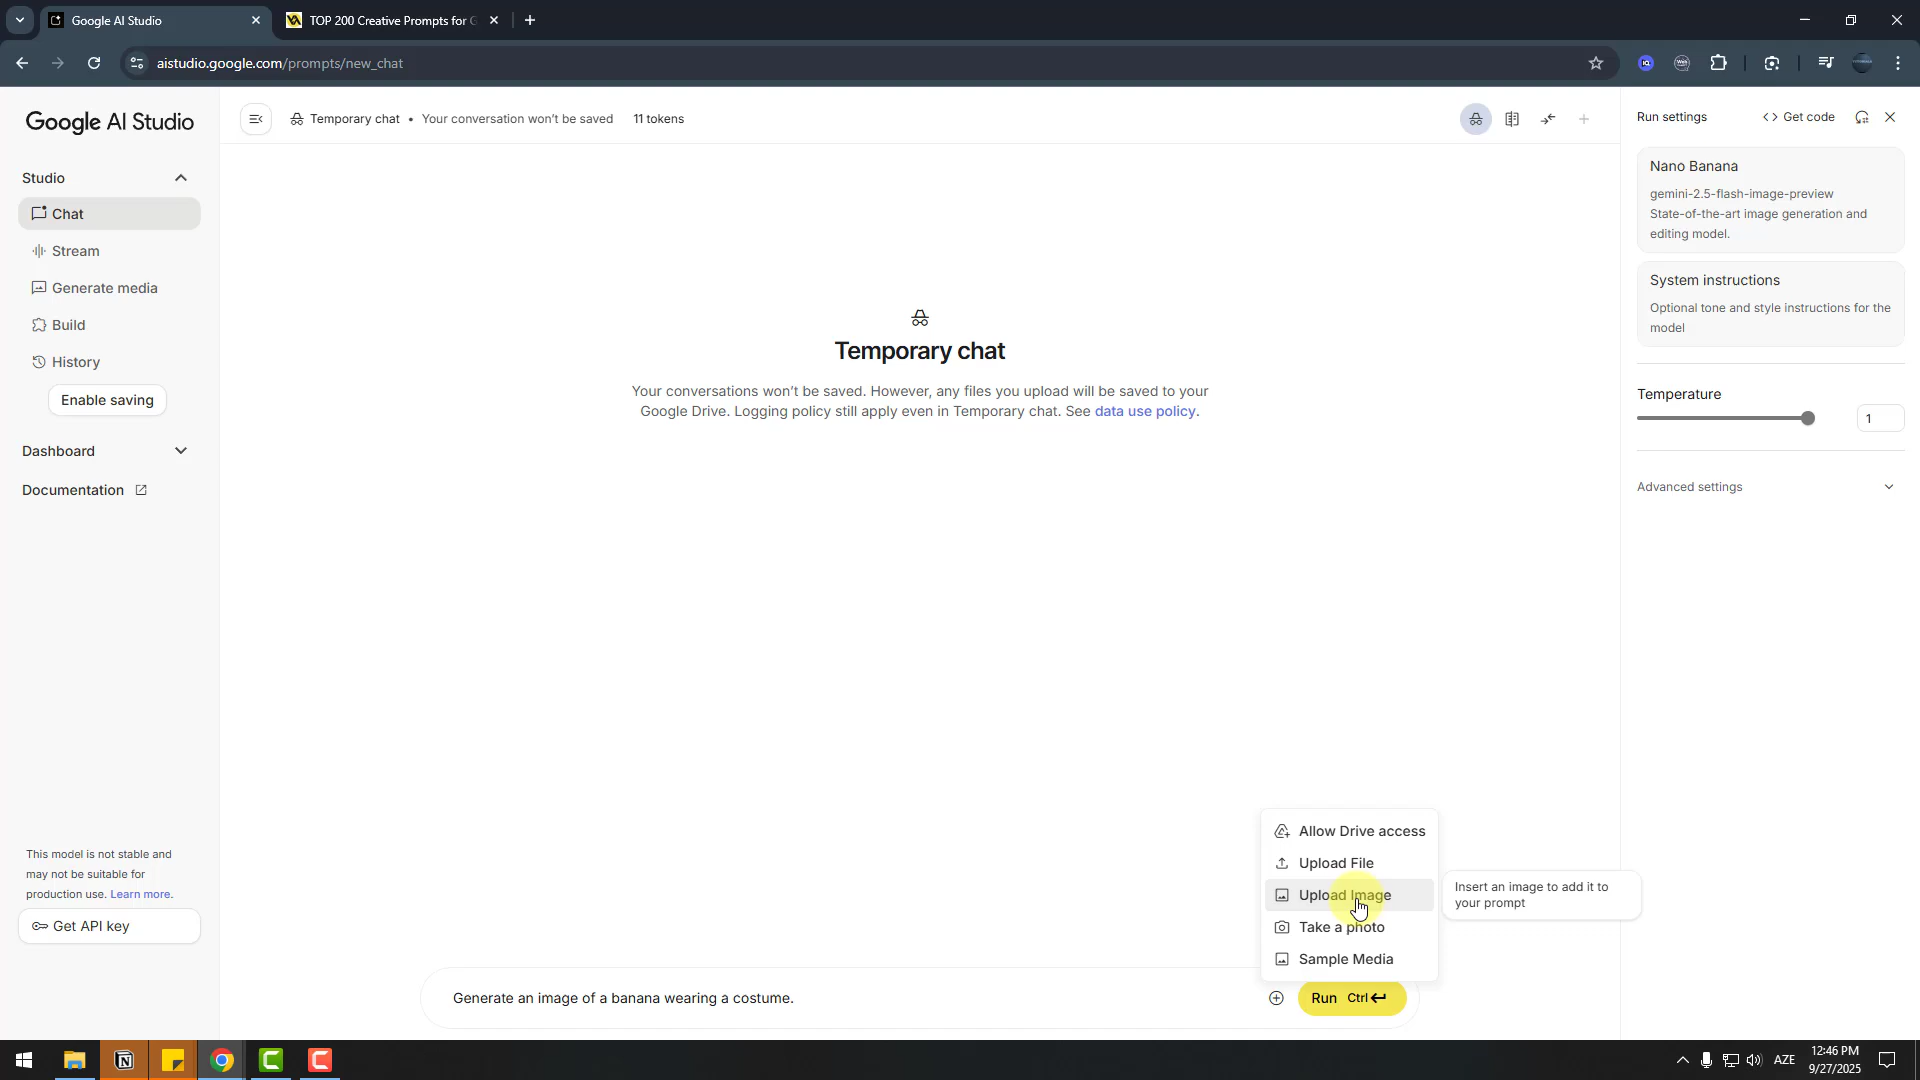 Google AI Studio
TOP 200 Creative Prompts for G
aistudio.google.com/prompts/new_chat
Google AI Studio
Temporary chat • Your conversation won't be saved 11 tokens
Run settings
Get code
Studio
Chat
Stream
Generate media
Build
History
Enable saving
Dashboard
Documentation
Nano Banana
gemini-2.5-flash-image-preview
State-of-the-art image generation and
editing model.
System instructions
Optional tone and style instructions for the
model
Temperature
1
Advanced settings
Temporary chat
Your conversations won't be saved. However, any files you upload will be saved to your
Google Drive. Logging policy still apply even in Temporary chat. See data use policy.
Allow Drive access
Upload File
Upload Image
Take a photo
Sample Media
Insert an image to add it to
your prompt
This model is not stable and
may not be suitable for
production use. Learn more.
Get API key
Generate an image of a banana wearing a costume.
Run Ctrl
AZE
12:46 PM
9/27/2025